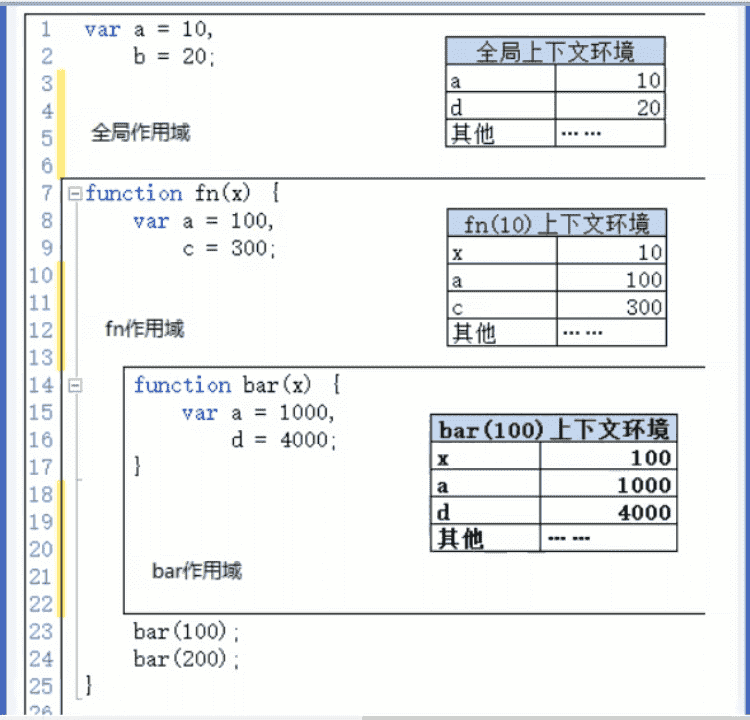 1 var a = 10,
2 b = 20;
全局上下文环境
3
a 10
4
d 20
5 全局作用域
其他 ……
6
7 function fn(x) {
8 var a = 100,
fn(10)上下文环境
9 c = 300;
x 10
10
a 100
11
c 300
12 fn作用域
其他 ……
13
14 function bar(x) {
15 var a = 1000,
bar(100)上下文环境
16 d = 4000;
x 100
17 }
a 1000
18
d 4000
19
其他 ……
20
21 bar作用域
22
23 bar(100);
24 bar(200);
25 }
26